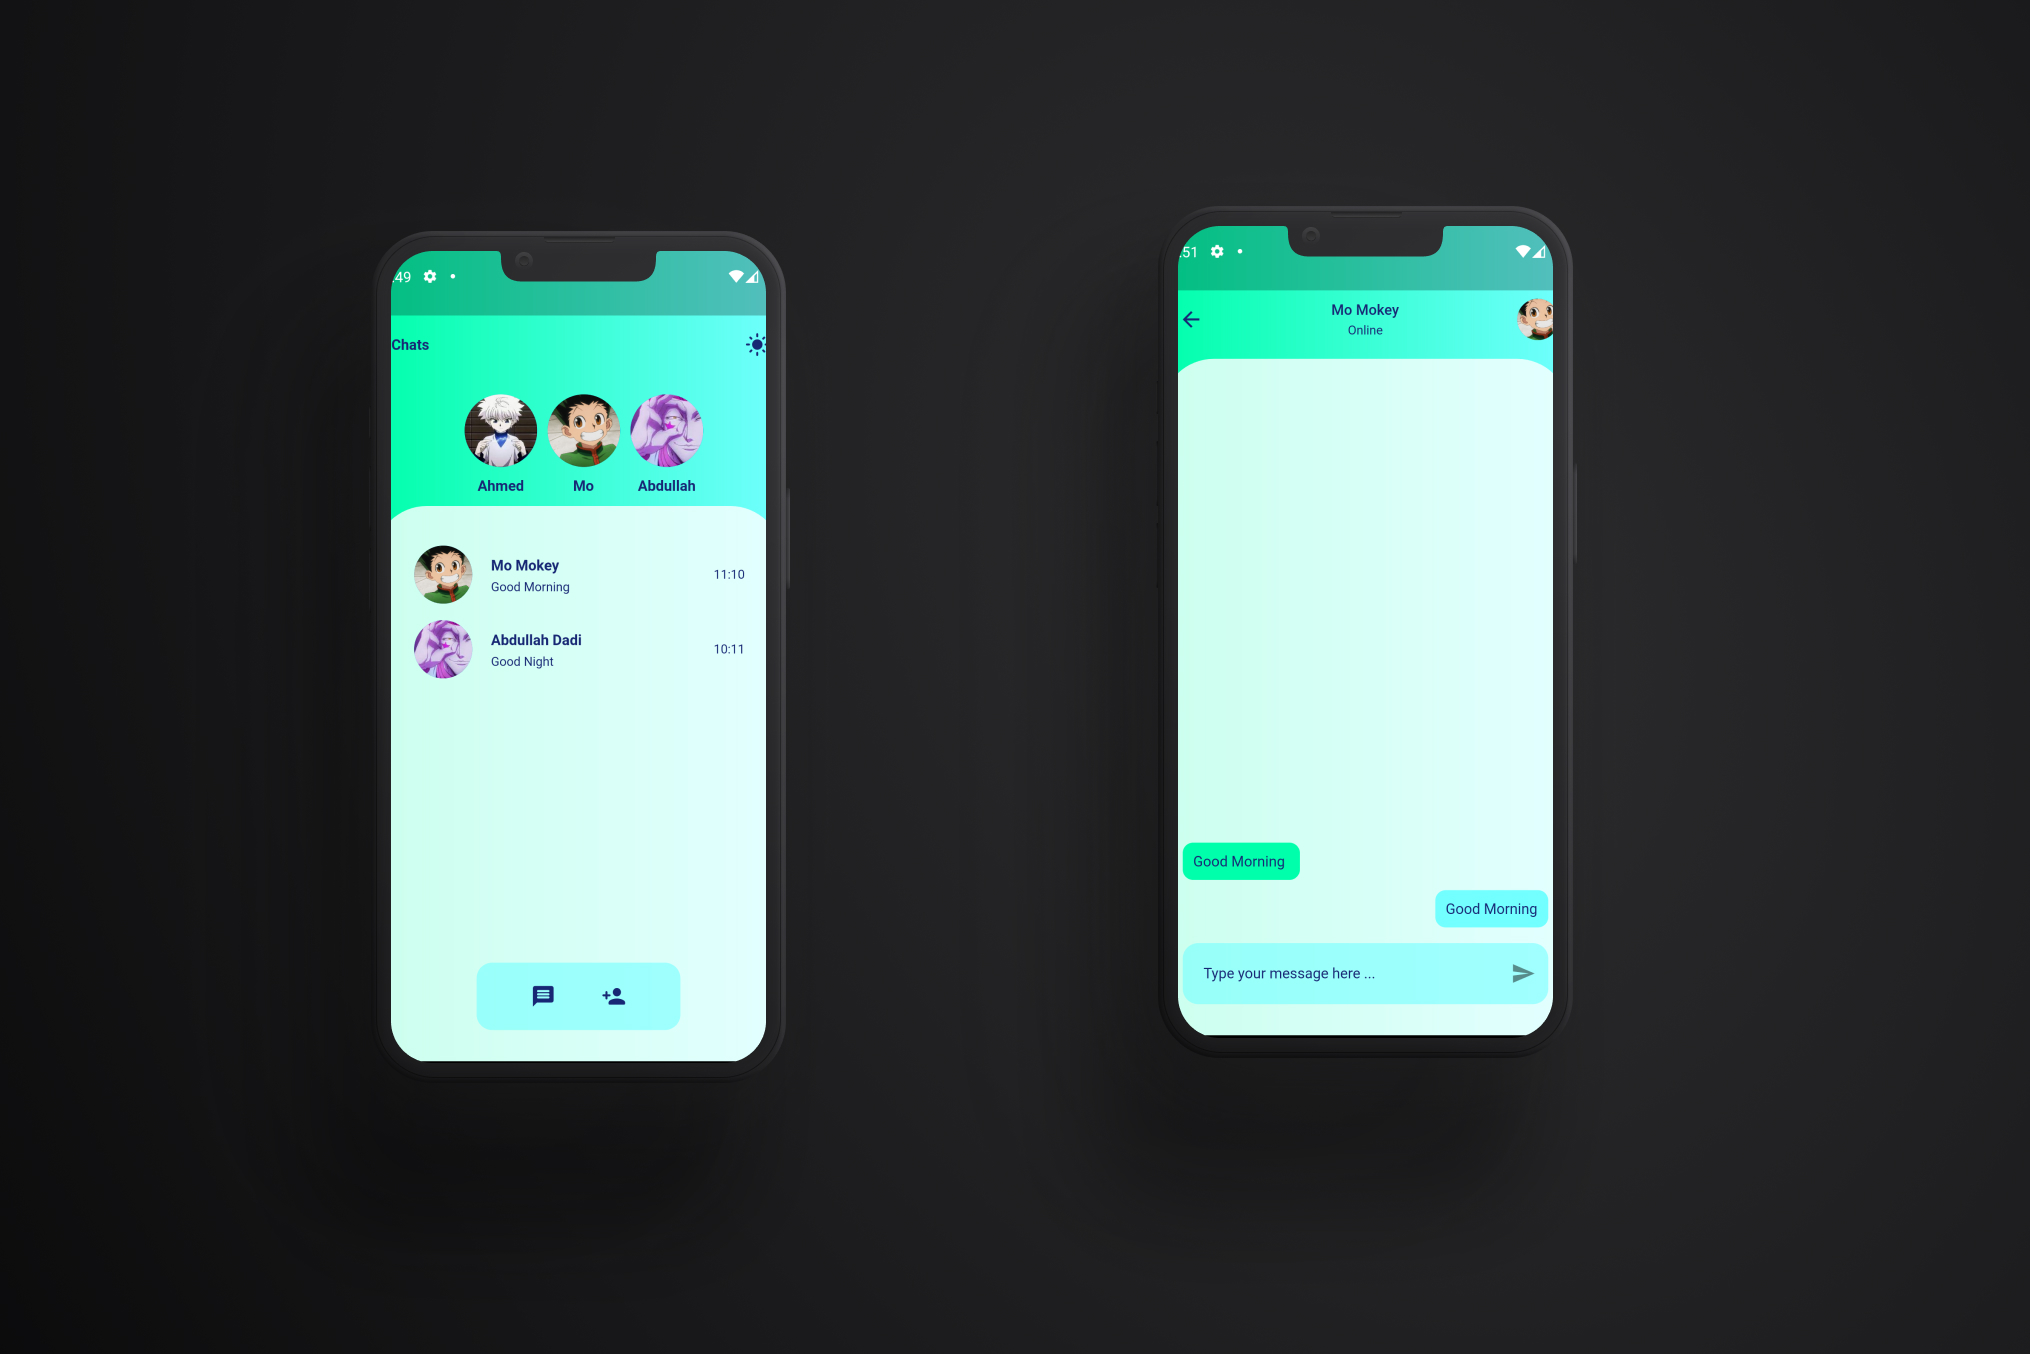 :49
Chats
Ahmed
Mo
Abdullah
Mo Mokey
Good Morning
11:10
Abdullah Dadi
Good Night
10:11
:51
Mo Mokey
Online
Good Morning
Good Morning
Type your message here ...